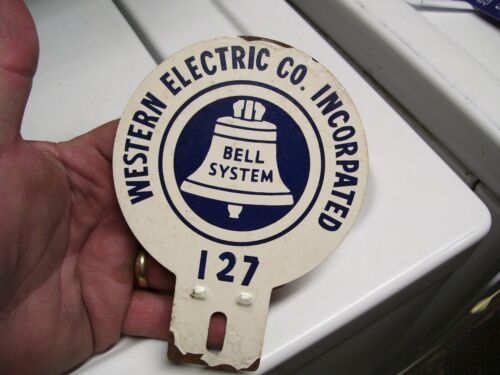 WESTERN ELECTRIC CO. INCORPATED
BELL
SYSTEM
127